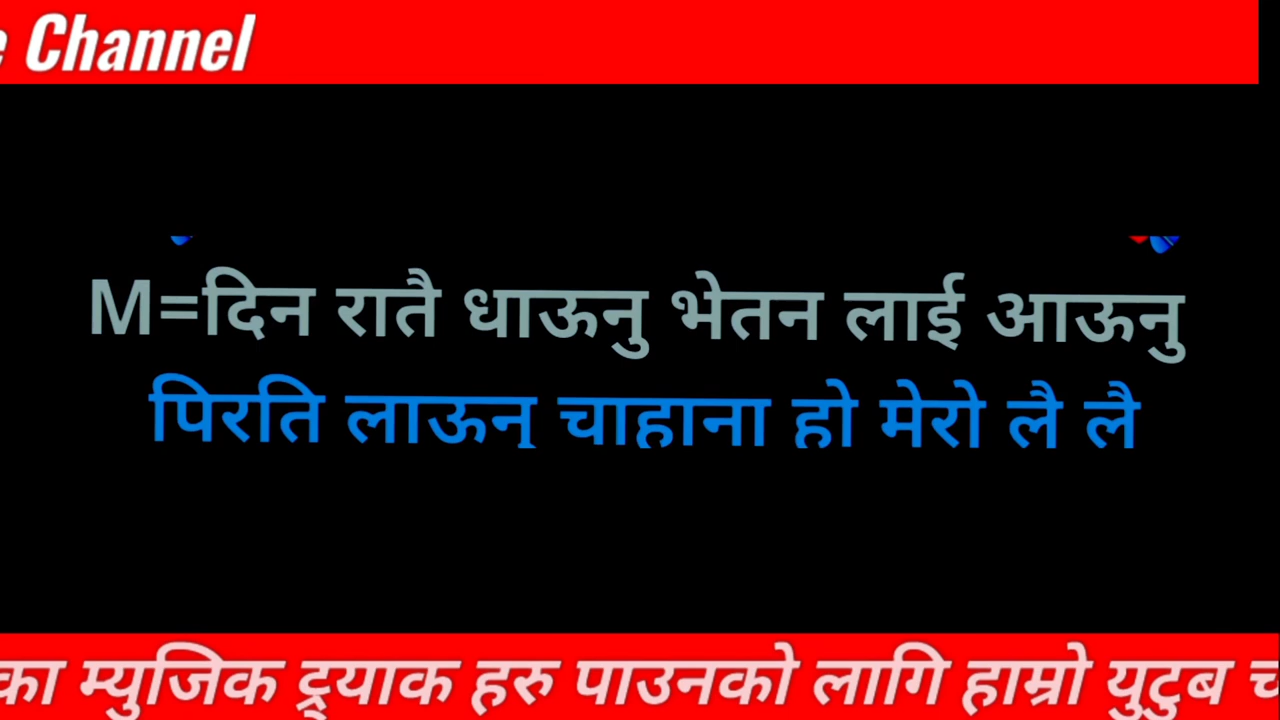 Channel
M=दिन रातै धाऊनु भेतन लाई आऊनु
पिरति लाऊनु चाहाना हो मेरो लै लै
का म्युजिक ट्र्याक हरु पाउनको लागि हाम्रो युटुब